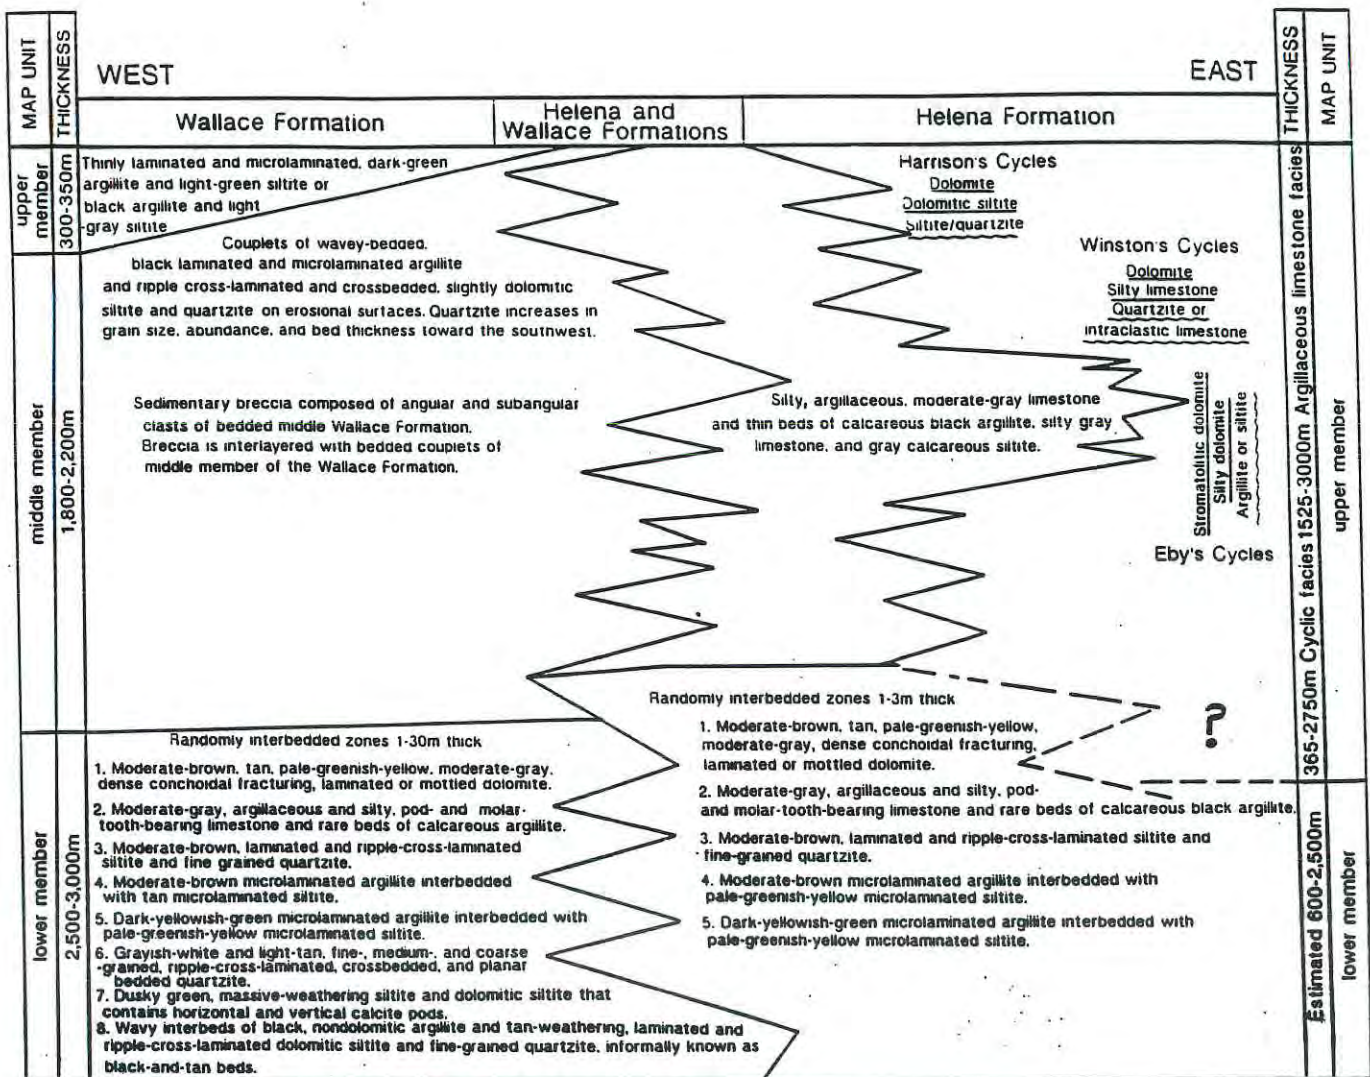 MAP UNIT
THICKNESS
WEST
EAST
THICKNESS
MAP UNIT
Wallace Formation
Helena and
Wallace Formations
Helena Formation
upper
member
300-350m
Thinly laminated and microlaminated, dark-green
argillite and light-green siltite or
black argillite and light
-gray siltite
Couplets of wavey-bedded,
black laminated and microlaminated argillite
and ripple cross-laminated and crossbedded, slightly dolomitic
siltite and quartzite on erosional surfaces. Quartzite increases in
grain size, abundance, and bed thickness toward the southwest.
Sedimentary breccia composed of angular and subangular
clasts of bedded middle Wallace Formation.
Breccia is interlayered with bedded couplets of
middle member of the Wallace Formation.
middle member
1,800-2,200m
Harrison's Cycles
Dolomite
Dolomitic siltite
Siltite/quartzite
Winston's Cycles
Dolomite
Silty limestone
Quartzite or
intraclastic limestone
Silty, argillaceous, moderate-gray limestone
and thin beds of calcareous black argillite, silty gray
limestone, and gray calcareous siltite.
Stromatolitic dolomite
Silty dolomite
Argillite or siltite
Eby's Cycles
365-2750m Cyclic facies 1525-3000m Argillaceous limestone facies
upper member
lower member
2,500-3,000m
Randomly interbedded zones 1-30m thick
1. Moderate-brown, tan, pale-greenish-yellow, moderate-gray,
dense conchoidal fracturing, laminated or mottled dolomite.
2. Moderate-gray, argillaceous and silty, pod- and molar-
tooth-bearing limestone and rare beds of calcareous argillite.
3. Moderate-brown, laminated and ripple-cross-laminated
siltite and fine grained quartzite.
4. Moderate-brown microlaminated argillite interbedded
with tan microlaminated siltite.
5. Dark-yellowish-green microlaminated argillite interbedded with
pale-greenish-yellow microlaminated siltite.
6. Grayish-white and light-tan, fine-, medium-, and coarse
-grained, ripple-cross-laminated, crossbedded, and planar
bedded quartzite.
7. Dusky green, massive-weathering siltite and dolomitic siltite that
contains horizontal and vertical calcite pods.
8. Wavy interbeds of black, nondolomitic argillite and tan-weathering, laminated and
ripple-cross-laminated dolomitic siltite and fine-grained quartzite, informally known as
black-and-tan beds.
Randomly interbedded zones 1-3m thick
1. Moderate-brown, tan, pale-greenish-yellow,
moderate-gray, dense conchoidal fracturing,
laminated or mottled dolomite.
2. Moderate-gray, argillaceous and silty, pod-
and molar-tooth-bearing limestone and rare beds of calcareous black argillite.
3. Moderate-brown, laminated and ripple-cross-laminated siltite and
fine-grained quartzite.
4. Moderate-brown microlaminated argillite interbedded with
pale-greenish-yellow microlaminated siltite.
5. Dark-yellowish-green microlaminated argillite interbedded with
pale-greenish-yellow microlaminated siltite.
?
Estimated 600-2,500m
lower member